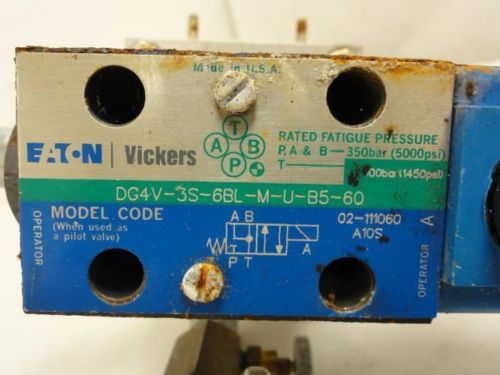 Made in U.S.A.
EATON | Vickers
T
A B
P
RATED FATIGUE PRESSURE
P, A & B—350bar (5000psi)
T— 100bar (1450psi)
DG4V-3S-6BL-M-U-B5-60
MODEL CODE
(When used as
a pilot valve)
02-111060
A10S
A B
P T
A
OPERATOR
OPERATOR A